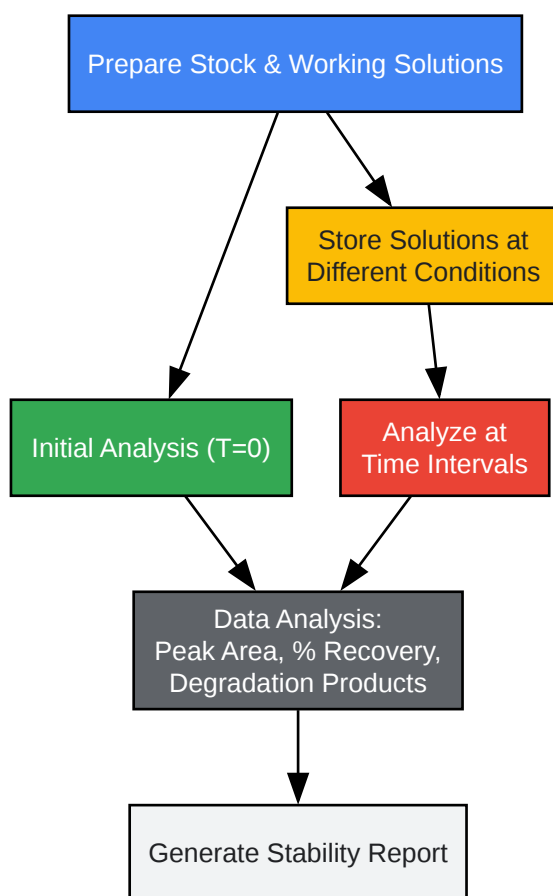 Prepare Stock & Working Solutions
Store Solutions at
Different Conditions
Initial Analysis (T=0)
Analyze at
Time Intervals
Data Analysis:
Peak Area, % Recovery,
Degradation Products
Generate Stability Report